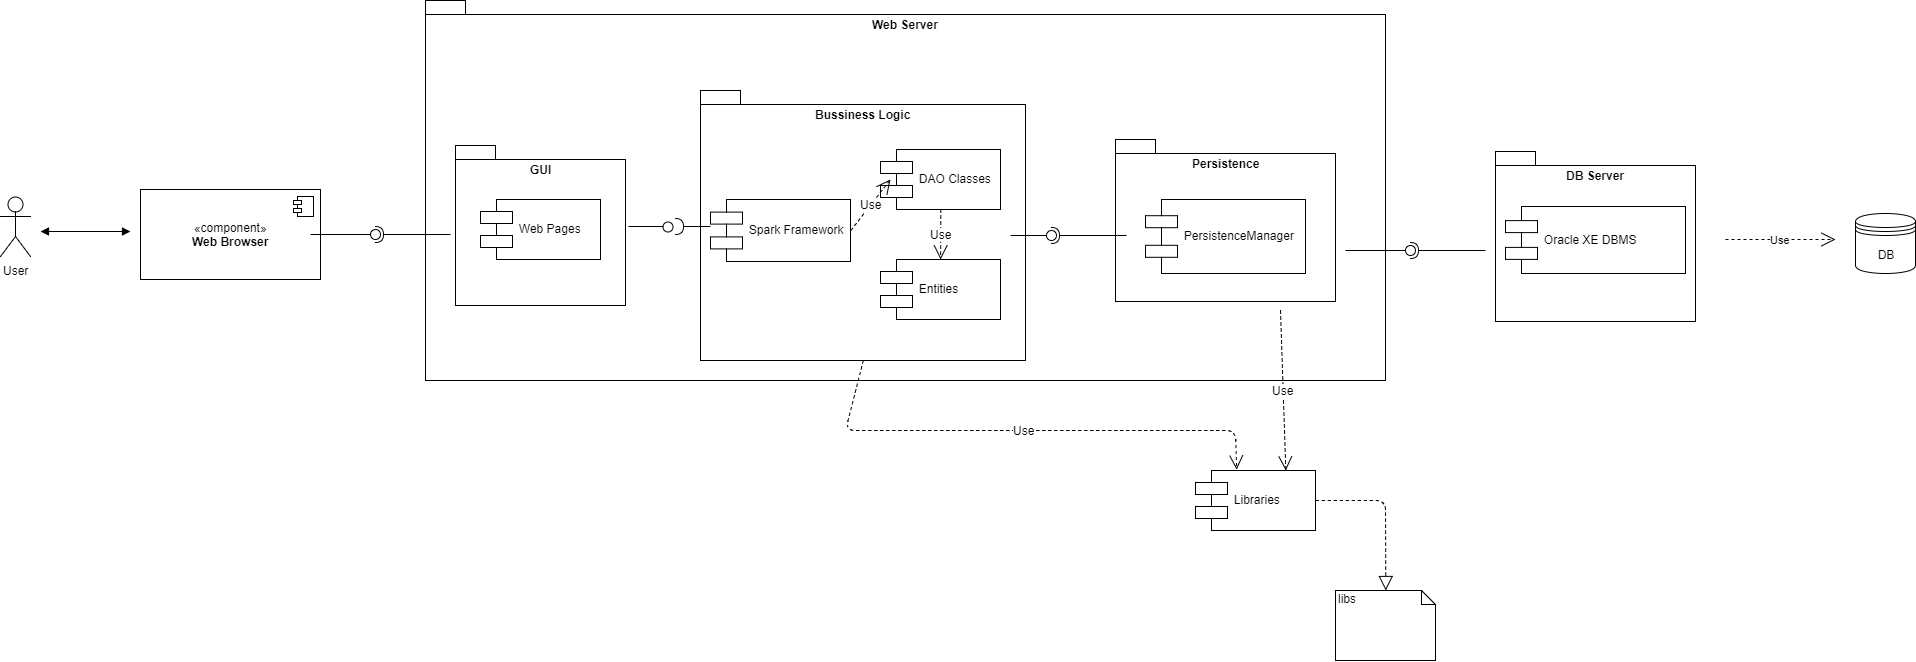 Web Server
Bussiness Logic
GUI
Persistence
DB Server
DAO Classes
Use
Web Pages
Spark Framework
«component»
Web Browser
Use
PersistenceManager
Oracle XE DBMS
Use
DB
User
Entities
Use
Use
Libraries
libs